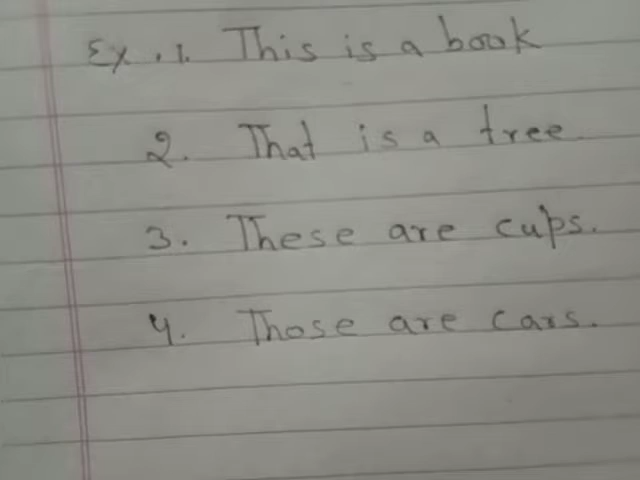 Ex. 1. This is a book
2. That is a tree
3. These are cups.
4. Those are cars.